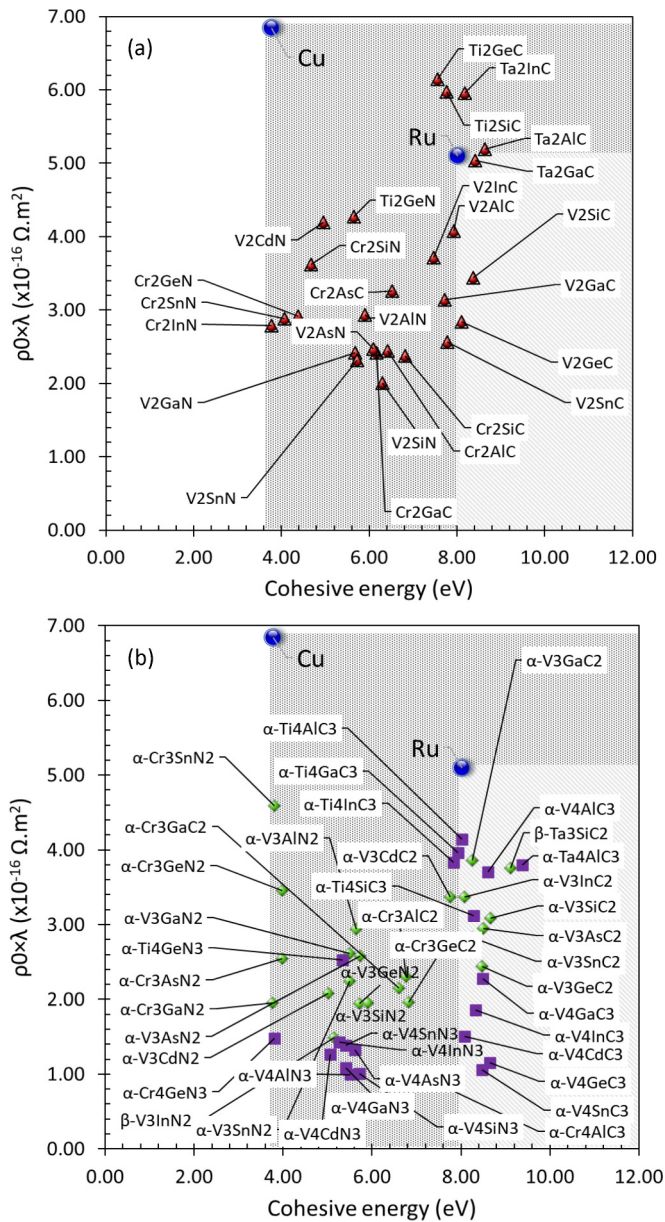 (a)
Cu
Ti2GeC
Ta2InC
Ti2SiC
Ru
Ta2AlC
Ta2GaC
V2InC
V2AlC
Ti2GeN
V2SiC
V2CdN
Cr2SiN
V2GaC
Cr2GeN
Cr2AsC
Cr2SnN
V2AlN
Cr2InN
V2AsN
V2GeC
V2SnC
V2GaN
Cr2SiC
V2SiN
Cr2AlC
V2SnN
Cr2GaC
ρ0×λ (x10-16 Ω.m2)
7.00
6.00
5.00
4.00
3.00
2.00
1.00
0.00
0.00 2.00 4.00 6.00 8.00 10.00 12.00
Cohesive energy (eV)
(b)
Cu
α-V3GaC2
α-Ti4AlC3
Ru
α-Cr3SnN2
α-Ti4GaC3
α-Ti4InC3
α-V4AlC3
α-Cr3GaC2
β-Ta3SiC2
α-V3AlN2
α-V3CdC2
α-Ta4AlC3
α-Cr3GeN2
α-Ti4SiC3
α-V3InC2
α-Cr3AlC2
α-V3SiC2
α-V3GaN2
α-V3AsC2
α-Cr3GeC2
α-Ti4GeN3
α-V3SnC2
α-V3GeN2
α-Cr3AsN2
α-V3GeC2
α-V4GaC3
α-Cr3GaN2
α-V3SiN2
α-V4InC3
α-V3AsN2
α-V4SnN3
α-V4CdC3
α-V3CdN2
α-V4InN3
α-V4AlN3
α-V4AsN3
α-V4GeC3
α-Cr4GeN3
α-V4SnC3
α-V4GaN3
β-V3InN2
α-V3SnN2
α-V4CdN3
α-V4SiN3
α-Cr4AlC3
ρ0×λ (x10-16 Ω.m2)
7.00
6.00
5.00
4.00
3.00
2.00
1.00
0.00
0.00 2.00 4.00 6.00 8.00 10.00 12.00
Cohesive energy (eV)